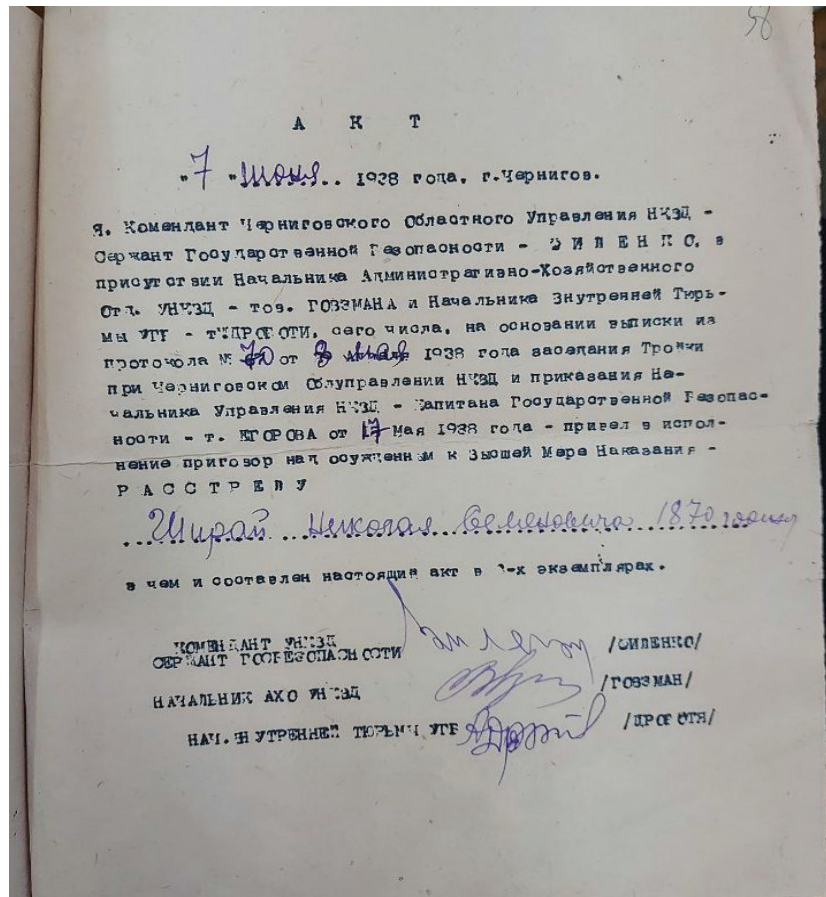 58
А К Т
"7" июня.. 1938 года, г.Чернигов.
Я, Комендант Черниговского Областного Управления НКВД -
Сержант Государственной Безопасности - ФИЛЕНКО, в
присутствии Начальника Административно-Хозяйственного
Отд. УНКВД - тов. ГОВЗМАНА и Начальника Внутренней Тюрь-
мы УГБ - т.ДРОБОТИ, сего числа, на основании выписки из
протокола № 70 от 8 мая 1938 года заседания Тройки
при Черниговском Облуправлении НКВД и приказания На-
чальника Управления НКВД - Капитана Государственной Безопас-
ности - т. ЕГОРОВА от 17 Мая 1938 года - привел в испол-
нение приговор над осужденным к Высшей Мере Наказания -
Р А С С Т Р Е Л У
Ширай Николая Семеновича 1870
в чем и составлен настоящий акт в -х экземплярах.
КОМЕНДАНТ УНКВД
СЕРЖАНТ ГОСБЕЗОПАСНОСТИ Филенко /ФИЛЕНКО/
НАЧАЛЬНИК АХО УНКВД /ГОВЗМАН/
НАЧ.ВНУТРЕННЕЙ ТЮРЬМЫ УГБ /ДРОБОТЯ/